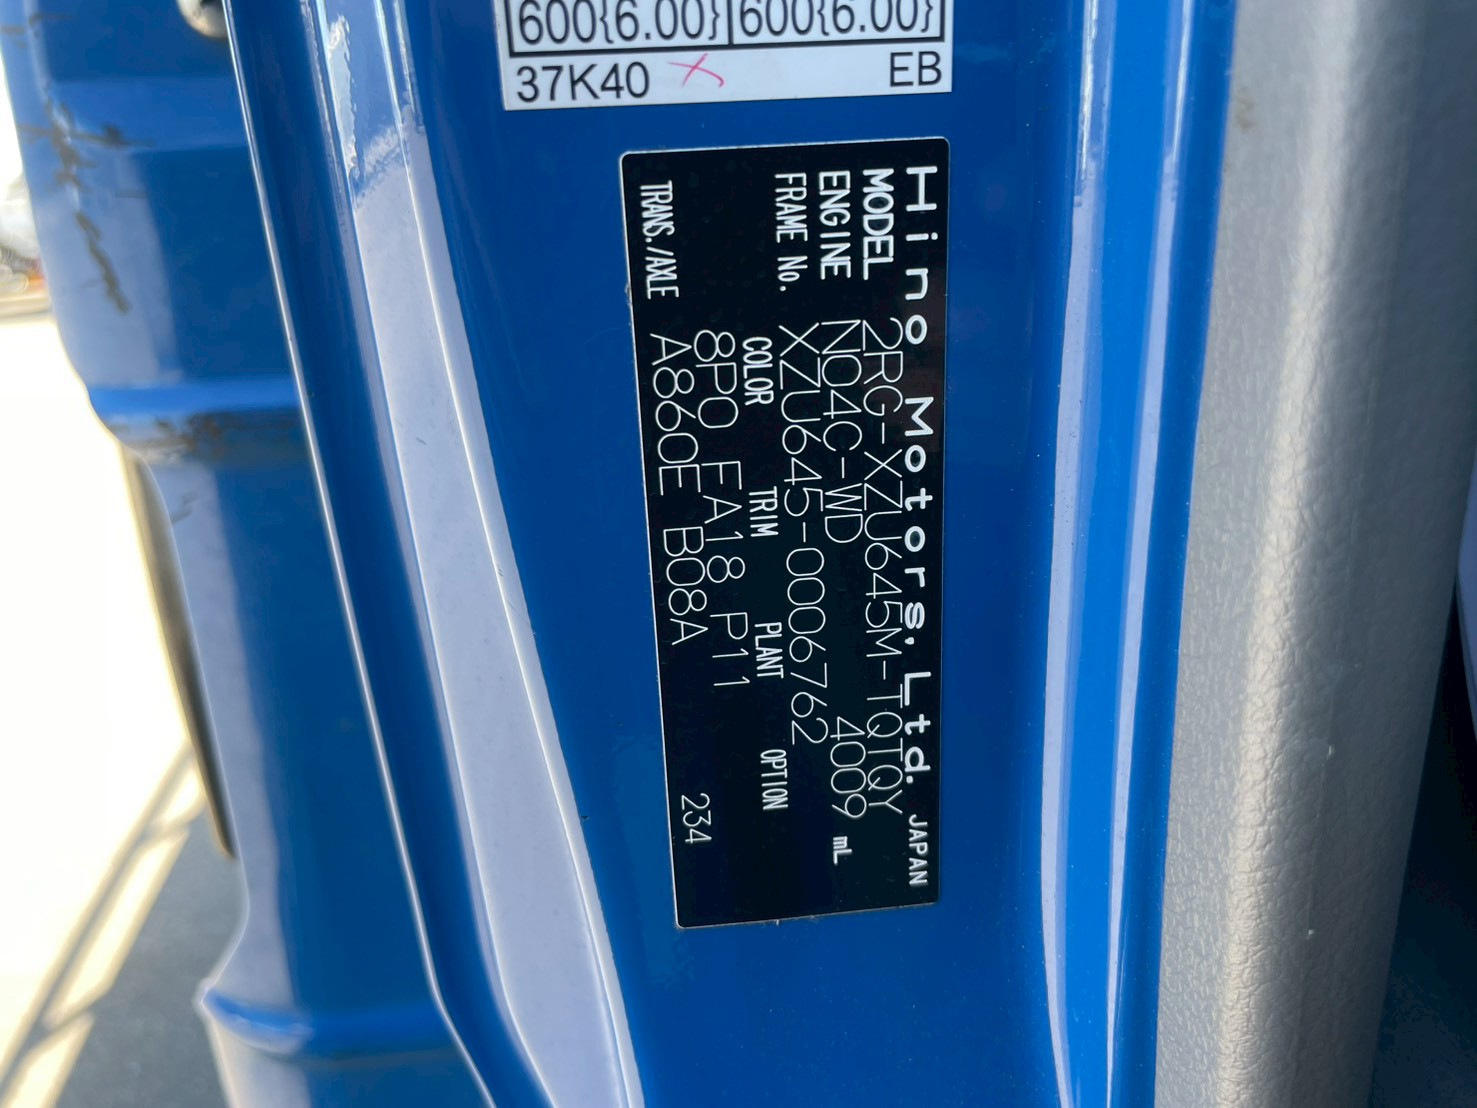 600{6.00} 600{6.00}
37K40 X EB
Hino Motors, Ltd. JAPAN
MODEL 2RG-XZU645M-TQTQY
ENGINE N04C-WD 4009 mL
FRAME No. XZU645-0006762
COLOR TRIM PLANT OPTION
8P0 FA18 P11
TRANS./AXLE A860E B08A 234